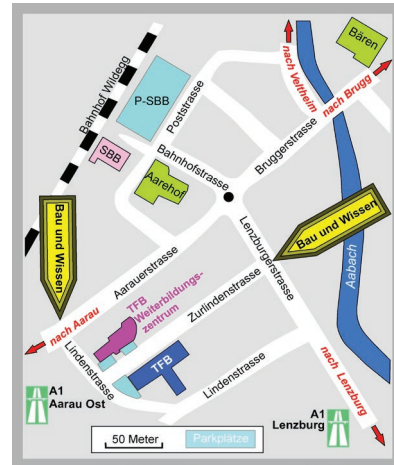 Bären
nach Veltheim
nach Brugg
Bahnhof Wildegg
P-SBB
Poststrasse
Bruggerstrasse
SBB
Bahnhofstrasse
Aarehof
Bau und Wissen
Bau und Wissen
Lenzburgerstrasse
Aabach
Aarauerstrasse
TFB
Weiterbildungs-
zentrum
Zurlindenstrasse
nach Aarau
Lindenstrasse
TFB
Lindenstrasse
nach Lenzburg
A1
Aarau Ost
A1
Lenzburg
50 Meter
Parkplätze